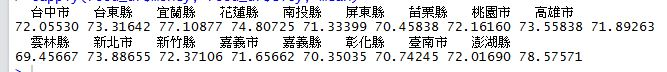 台中市 台東縣 宜蘭縣 花蓮縣 南投縣 屏東縣 苗栗縣 桃園市 高雄市
72.05530 73.31642 77.10877 74.80725 71.33399 70.45838 72.16160 73.55838 71.89263
雲林縣 新北市 新竹縣 嘉義市 嘉義縣 彰化縣 臺南市 澎湖縣
69.45667 73.88655 72.37106 71.65662 70.35035 70.74245 72.01690 78.57571